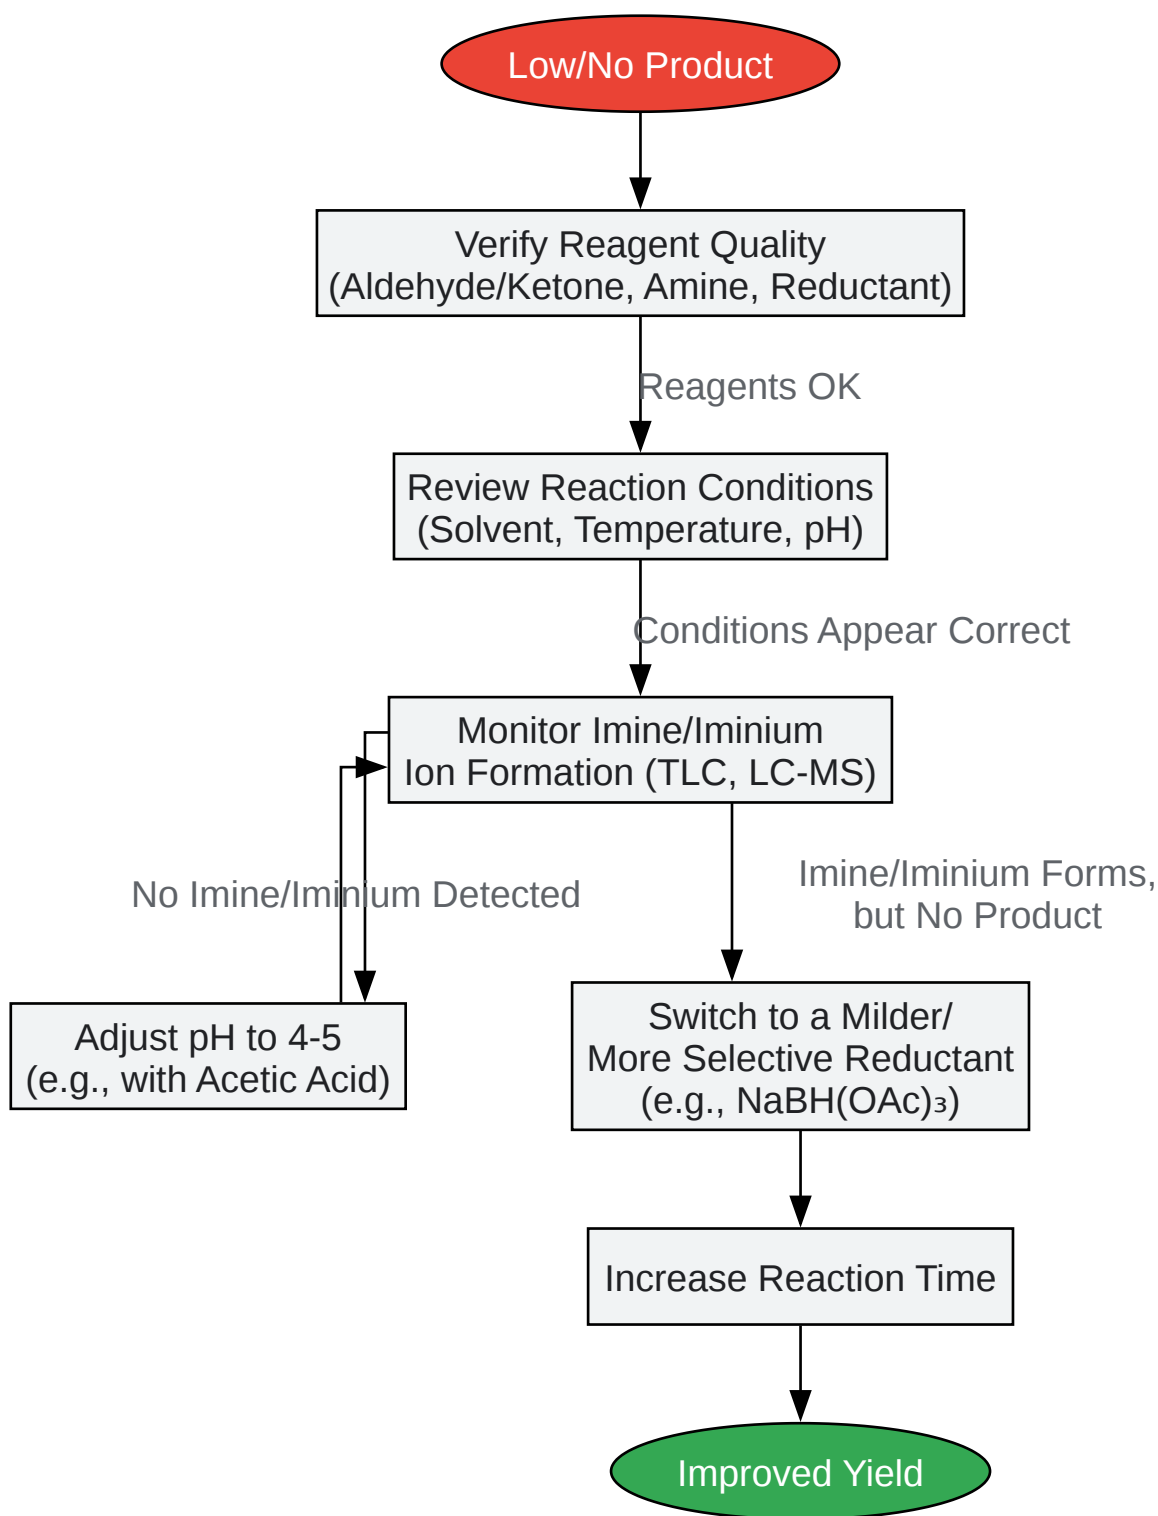 Low/No Product
Verify Reagent Quality
(Aldehyde/Ketone, Amine, Reductant)
Reagents OK
Review Reaction Conditions
(Solvent, Temperature, pH)
Conditions Appear Correct
Monitor Imine/Iminium
Ion Formation (TLC, LC-MS)
No Imine/Iminium Detected
Imine/Iminium Forms,
but No Product
Adjust pH to 4-5
(e.g., with Acetic Acid)
Switch to a Milder/
More Selective Reductant
(e.g., NaBH(OAc)₃)
Increase Reaction Time
Improved Yield